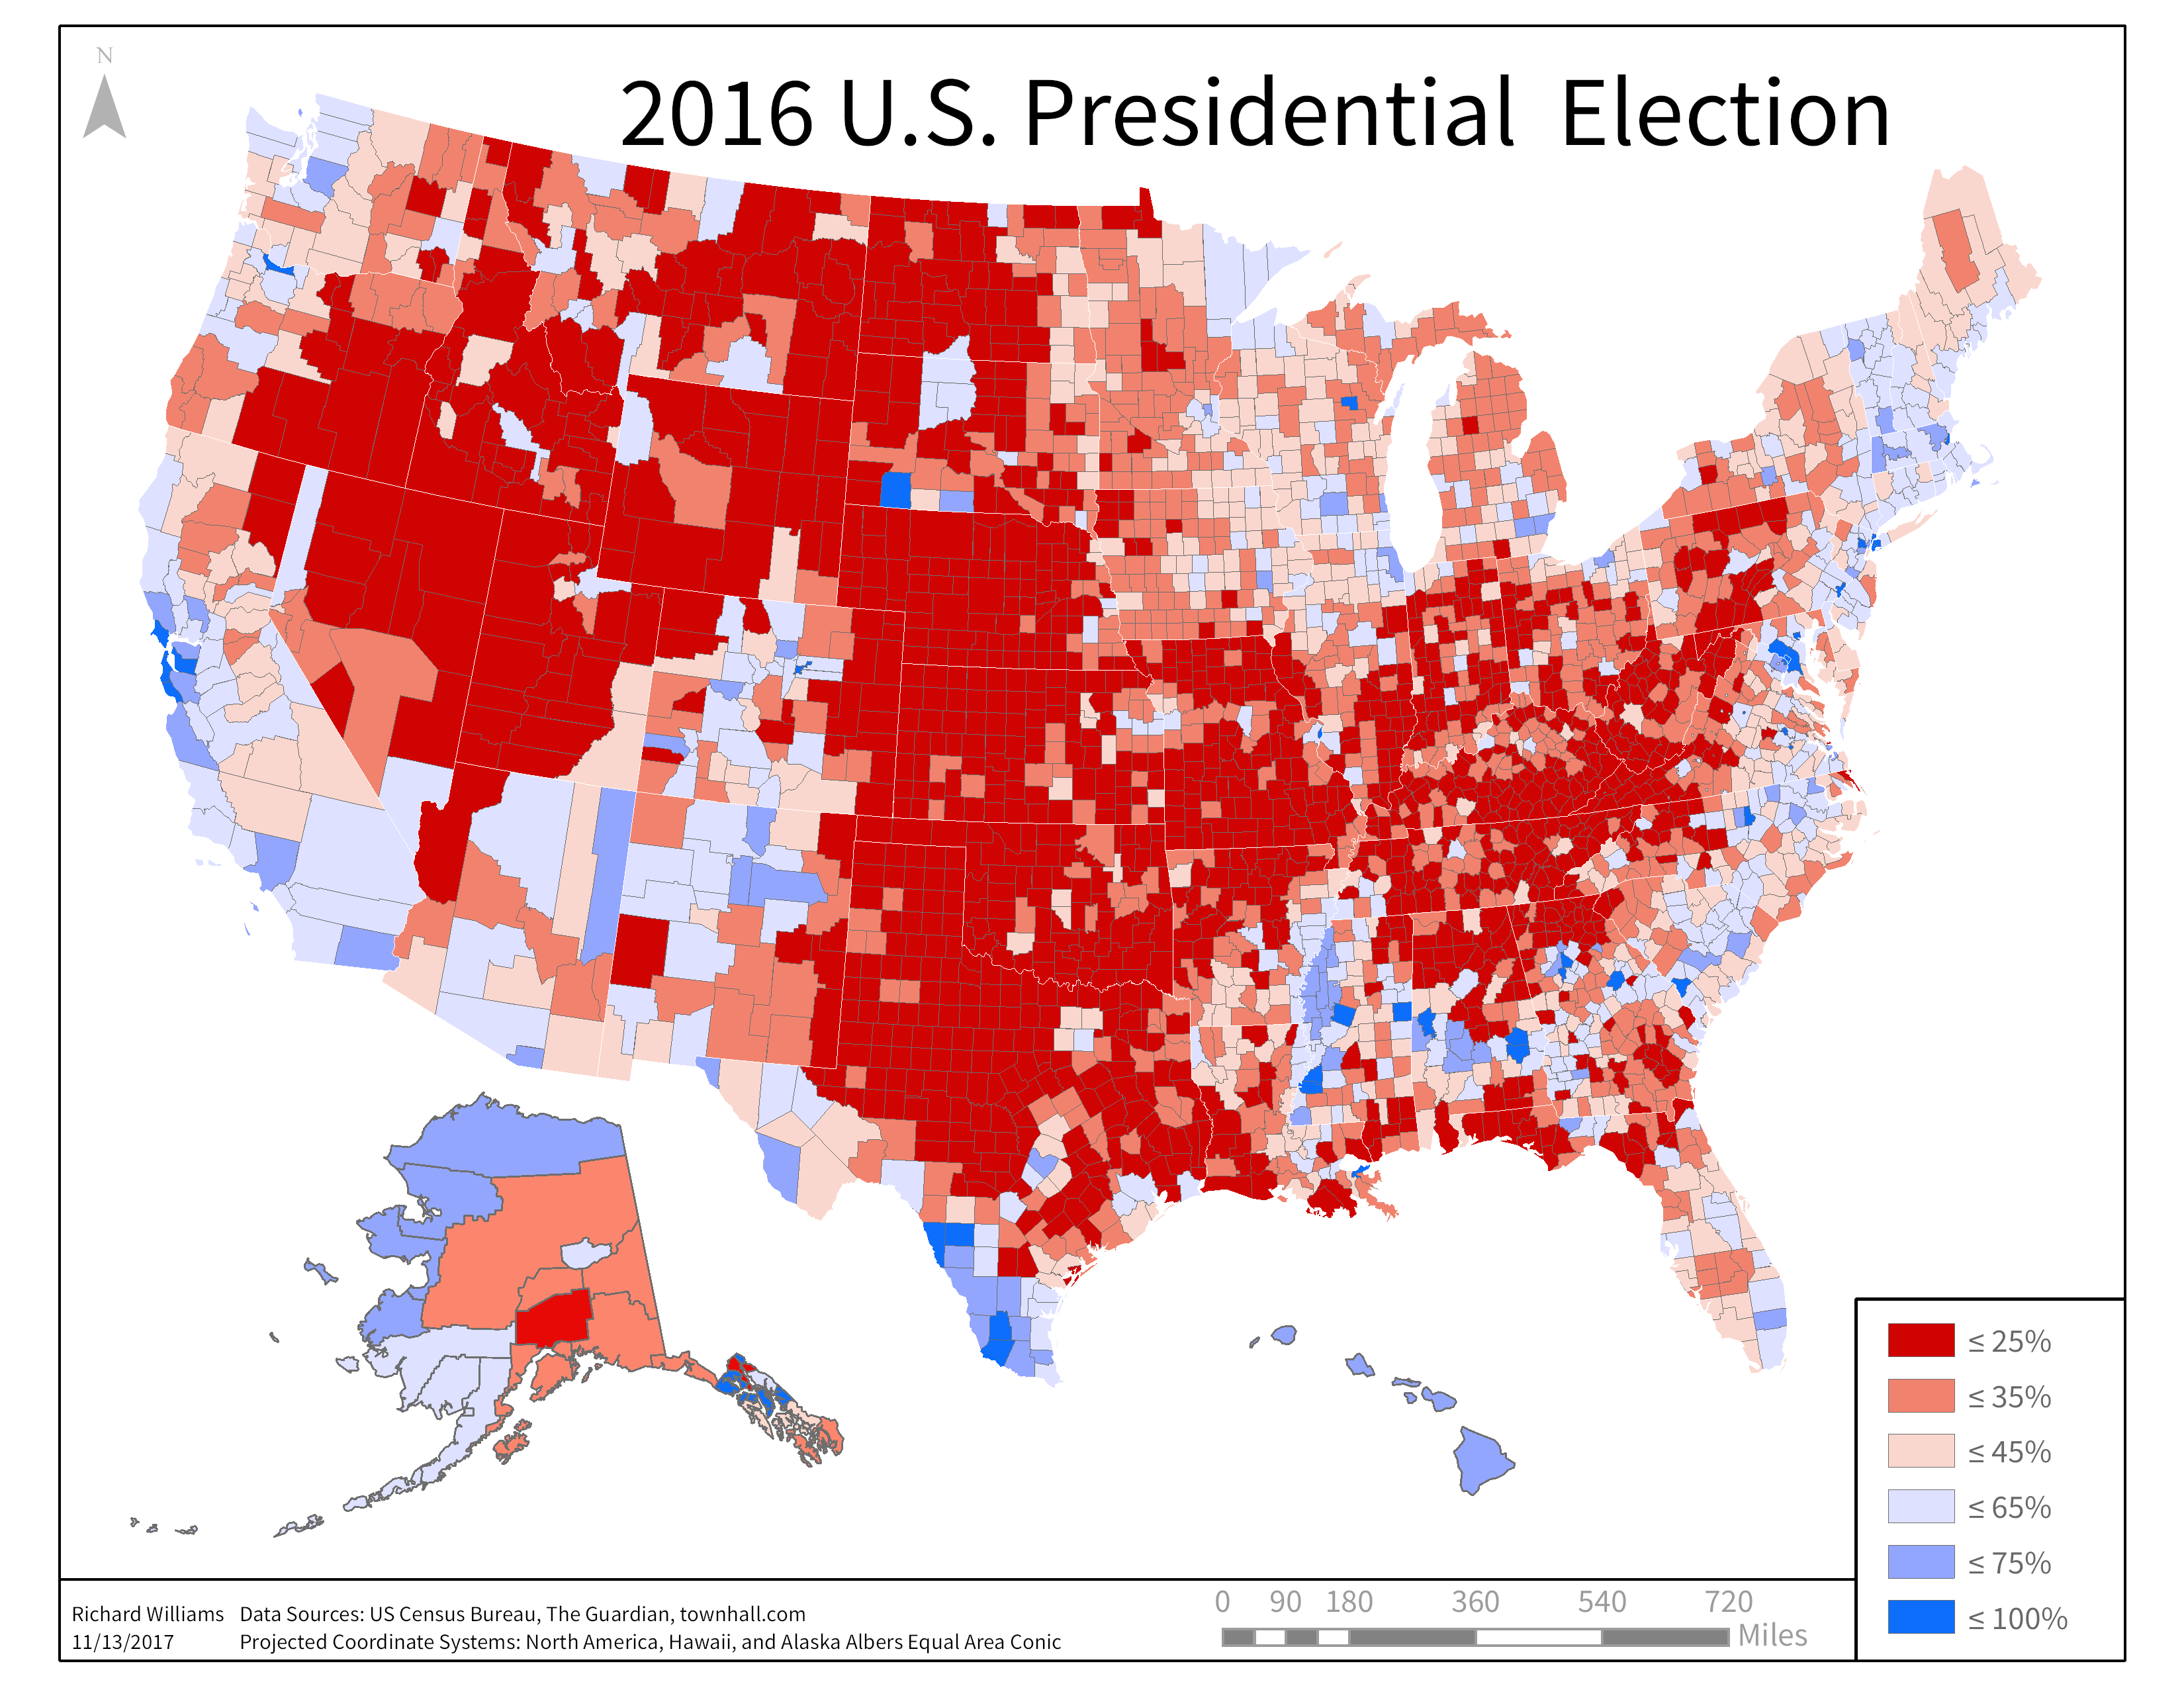 N
2016 U.S. Presidential Election
≤ 25%
≤ 35%
≤ 45%
≤ 65%
≤ 75%
≤ 100%
Richard Williams Data Sources: US Census Bureau, The Guardian, townhall.com
11/13/2017 Projected Coordinate Systems: North America, Hawaii, and Alaska Albers Equal Area Conic
0 90 180 360 540 720
Miles